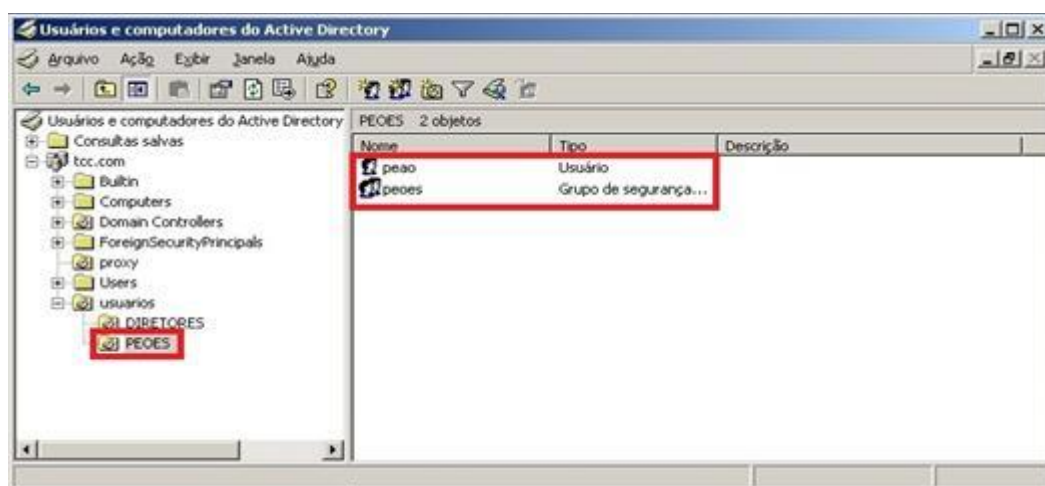 Usuários e computadores do Active Directory
Arquivo Ação Exibir Janela Ajuda
Usuários e computadores do Active Directory
Consultas salvas
tcc.com
Builtin
Computers
Domain Controllers
ForeignSecurityPrincipals
proxy
Users
usuarios
DIRETORES
PEOES
PEOES 2 objetos
Nome Tipo Descrição
peao Usuário
peoes Grupo de segurança...